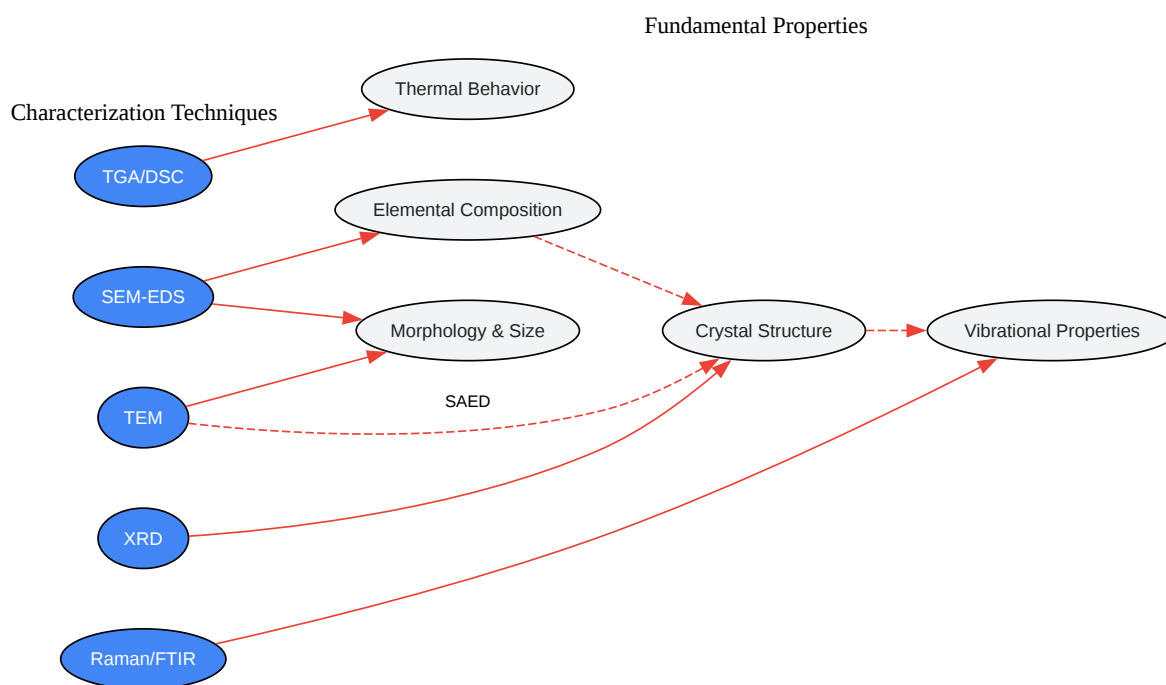 Fundamental Properties
Characterization Techniques
Thermal Behavior
TGA/DSC
Elemental Composition
SEM-EDS
Morphology & Size
Crystal Structure
Vibrational Properties
SAED
TEM
XRD
Raman/FTIR